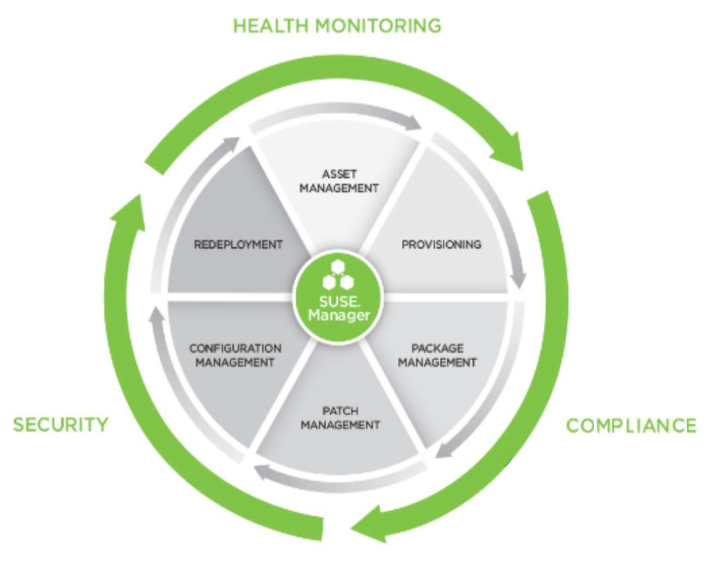 HEALTH MONITORING
ASSET
MANAGEMENT
REDEPLOYMENT
PROVISIONING
SUSE.
Manager
CONFIGURATION
MANAGEMENT
PACKAGE
MANAGEMENT
PATCH
MANAGEMENT
SECURITY
COMPLIANCE